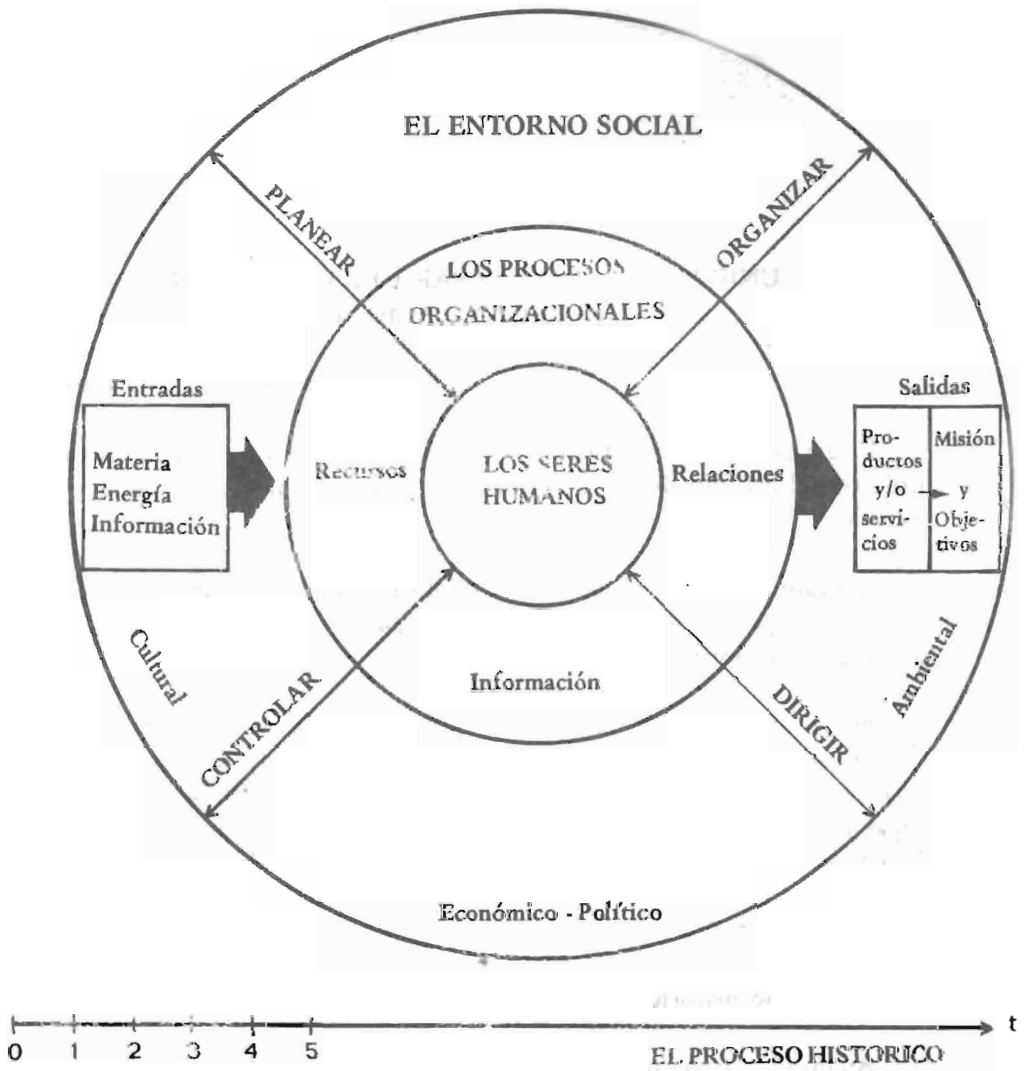 EL ENTORNO SOCIAL
PLANEAR
ORGANIZAR
LOS PROCESOS
ORGANIZACIONALES
Entradas
Materia
Energía
Información
Recursos
LOS SERES
HUMANOS
Relaciones
Salidas
Pro-
ductos
y/o
servi-
cios
Misión
y
Obje-
tivos
Cultural
CONTROLAR
Información
DIRIGIR
Ambiental
Económico - Político
0 1 2 3 4 5
t
EL PROCESO HISTORICO